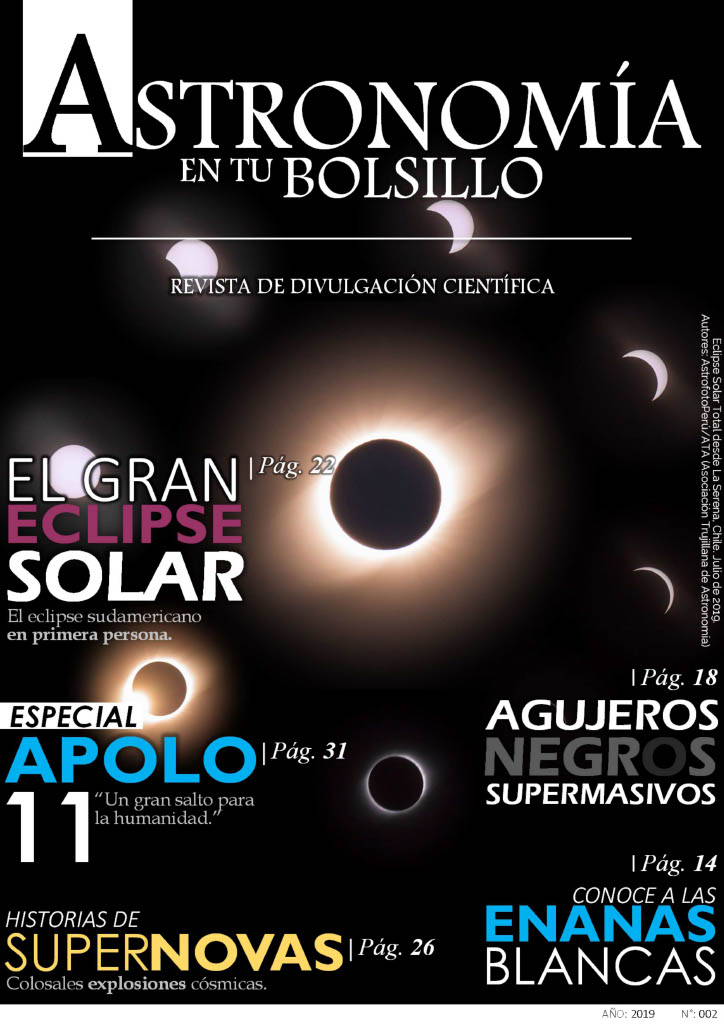 ASTRONOMÍA
EN TU BOLSILLO
REVISTA DE DIVULGACIÓN CIENTÍFICA
Eclipse Solar Total desde La Serena, Chile. Julio de 2019.
Autores: AstrofotoPerú/ATA (Asociación Trujillana de Astronomía)
EL GRAN
ECLIPSE
SOLAR
| Pág. 22
El eclipse sudamericano
en primera persona.
| Pág. 18
AGUJEROS
NEGROS
SUPERMASIVOS
ESPECIAL
APOLO
11
| Pág. 31
“Un gran salto para
la humanidad.”
| Pág. 14
CONOCE A LAS
ENANAS
BLANCAS
HISTORIAS DE
SUPERNOVAS
| Pág. 26
Colosales explosiones cósmicas.
AÑO: 2019 N°: 002